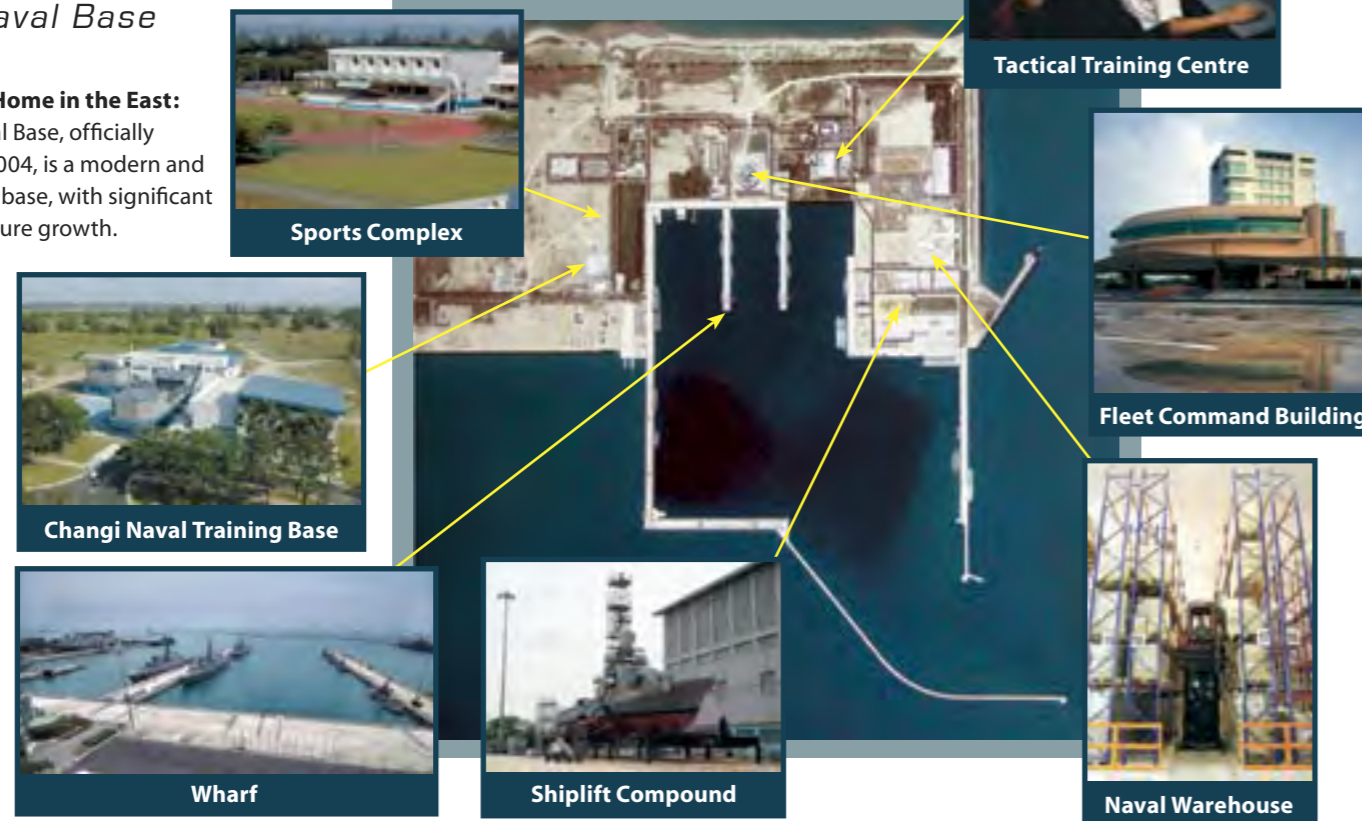 aval Base
Home in the East:
l Base, officially
004, is a modern and
base, with significant
ure growth.
Sports Complex
Tactical Training Centre
Fleet Command Building
Changi Naval Training Base
Wharf
Shiplift Compound
Naval Warehouse